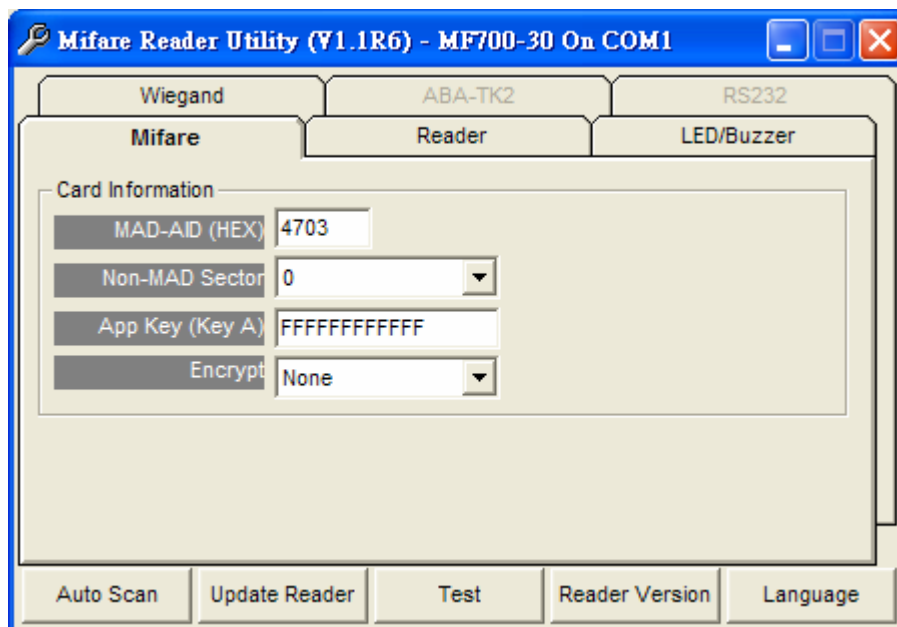 Mifare Reader Utility (V1.1R6) - MF700-30 On COM1
Wiegand ABA-TK2 RS232
Mifare Reader LED/Buzzer
Card Information
MAD-AID (HEX) 4703
Non-MAD Sector 0
App Key (Key A) FFFFFFFFFFFF
Encrypt None
Auto Scan Update Reader Test Reader Version Language